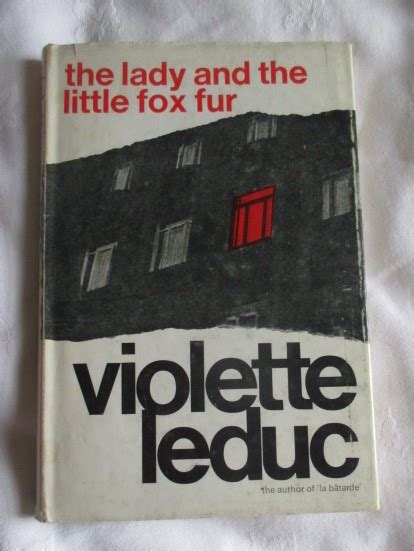 the lady and the
little fox fur
violette
leduc
the author of 'la bâtarde'